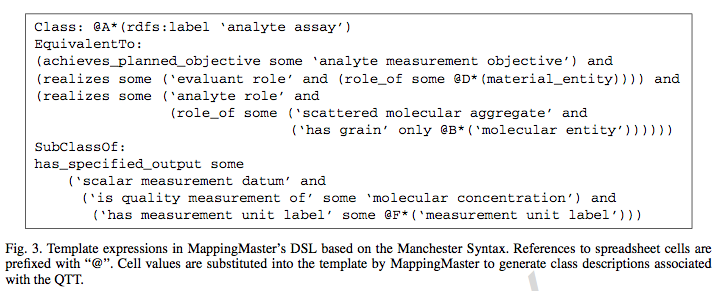 Class: @A*(rdfs:label ‘analyte assay’)
EquivalentTo:
(achieves_planned_objective some ‘analyte measurement objective’) and
(realizes some (‘evaluant role’ and (role_of some @D*(material_entity)))) and
(realizes some (‘analyte role’ and
(role_of some (‘scattered molecular aggregate’ and
(‘has grain’ only @B*(‘molecular entity’))))))
SubClassOf:
has_specified_output some
(‘scalar measurement datum’ and
(‘is quality measurement of’ some ‘molecular concentration’) and
(‘has measurement unit label’ some @F*(‘measurement unit label’)))
Fig. 3. Template expressions in MappingMaster’s DSL based on the Manchester Syntax. References to spreadsheet cells are
prefixed with “@”. Cell values are substituted into the template by MappingMaster to generate class descriptions associated
with the QTT.